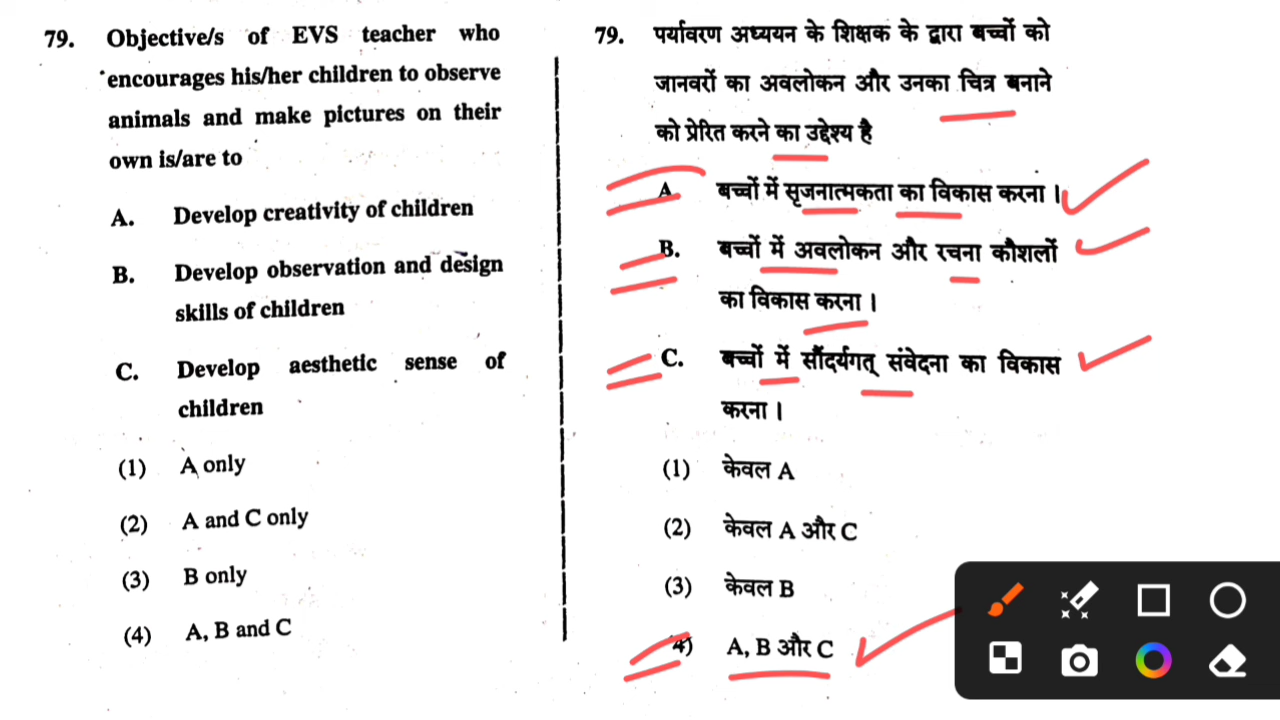 79. Objective/s of EVS teacher who
encourages his/her children to observe
animals and make pictures on their
own is/are to
A. Develop creativity of children
B. Develop observation and design
skills of children
C. Develop aesthetic sense of
children
(1) A only
(2) A and C only
(3) B only
(4) A, B and C
79. पर्यावरण अध्ययन के शिक्षक के द्वारा बच्चों को
जानवरों का अवलोकन और उनका चित्र बनाने
को प्रेरित करने का उद्देश्य है
A. बच्चों में सृजनात्मकता का विकास करना ।
B. बच्चों में अवलोकन और रचना कौशलों
का विकास करना ।
C. बच्चों में सौंदर्यगत् संवेदना का विकास
करना ।
(1) केवल A
(2) केवल A और C
(3) केवल B
(4) A, B और C